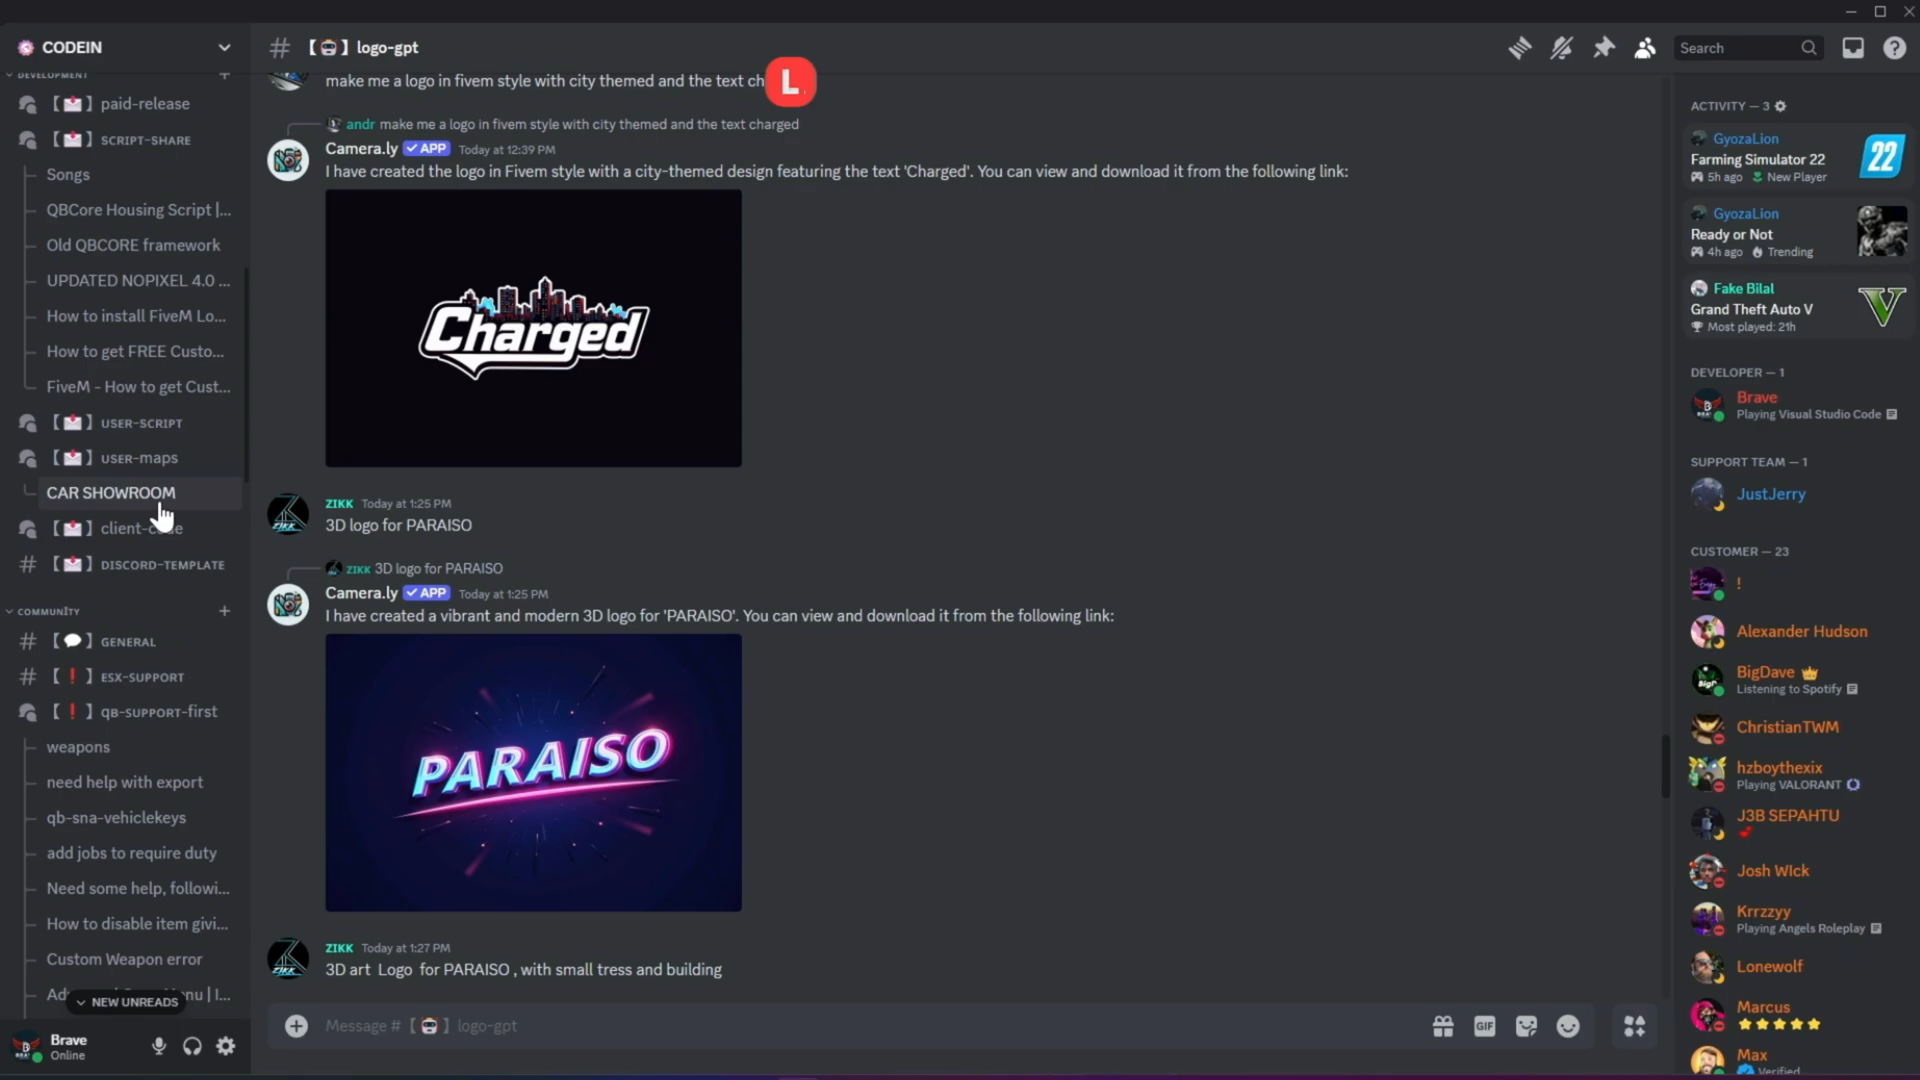 CODEIN
DEVELOPMENT
【📩】paid-release
【📩】SCRIPT-SHARE
Songs
QBCore Housing Script |...
Old QBCORE framework
UPDATED NOPIXEL 4.0 ...
How to install FiveM Lo...
How to get FREE Custo...
FiveM - How to get Cust...
【📩】USER-SCRIPT
【📩】USER-maps
CAR SHOWROOM
【📩】client-code
【📩】DISCORD-TEMPLATE
COMMUNİTY
【💬】GENERAL
【❗】ESX-SUPPORT
【❗】QB-SUPPORT-first
weapons
need help with export
qb-sna-vehiclekeys
add jobs to require duty
Need some help, followi...
How to disable item givi...
Custom Weapon error
NEW UNREADS
Brave
Online
【🤖】logo-gpt
Search
make me a logo in fivem style with city themed and the text ch
L
andr make me a logo in fivem style with city themed and the text charged
Camera.ly ✓ APP Today at 12:39 PM
I have created the logo in Fivem style with a city-themed design featuring the text 'Charged'. You can view and download it from the following link:
Charged
ZIKK Today at 1:25 PM
3D logo for PARAISO
ZIKK 3D logo for PARAISO
Camera.ly ✓ APP Today at 1:25 PM
I have created a vibrant and modern 3D logo for 'PARAISO'. You can view and download it from the following link:
PARAISO
ZIKK Today at 1:27 PM
3D art Logo for PARAISO , with small tress and building
Message #【🤖】logo-gpt
GIF
ACTIVITY — 3
GyozaLion
Farming Simulator 22
5h ago New Player
22
GyozaLion
Ready or Not
4h ago Trending
Fake Bilal
Grand Theft Auto V
Most played: 21h
V
DEVELOPER — 1
Brave
Playing Visual Studio Code
SUPPORT TEAM — 1
JustJerry
CUSTOMER — 23
!
Alexander Hudson
BigDave
Listening to Spotify
ChristianTWM
hzboythexix
Playing VALORANT
J3B SEPAHTU
Josh WIck
Krrzzyy
Playing Angels Roleplay
Lonewolf
Marcus
Max
Verified